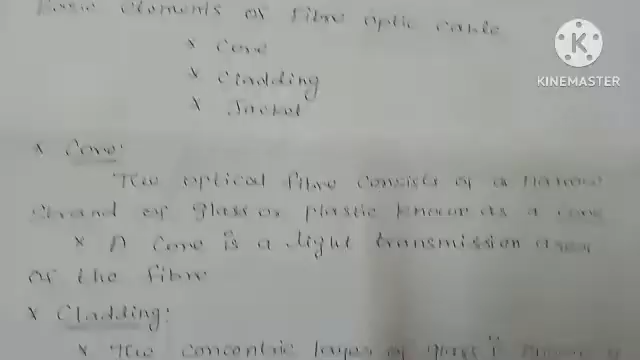 Basic elements of fibre optic cable
x Core
x Cladding
x Jacket
x Core:
The optical fibre consists of a narrow
strand of glass or plastic known as a core
x A core is a light transmission area
of the fibre
x Cladding:
x The concentric layer of glass is
K
KINEMASTER